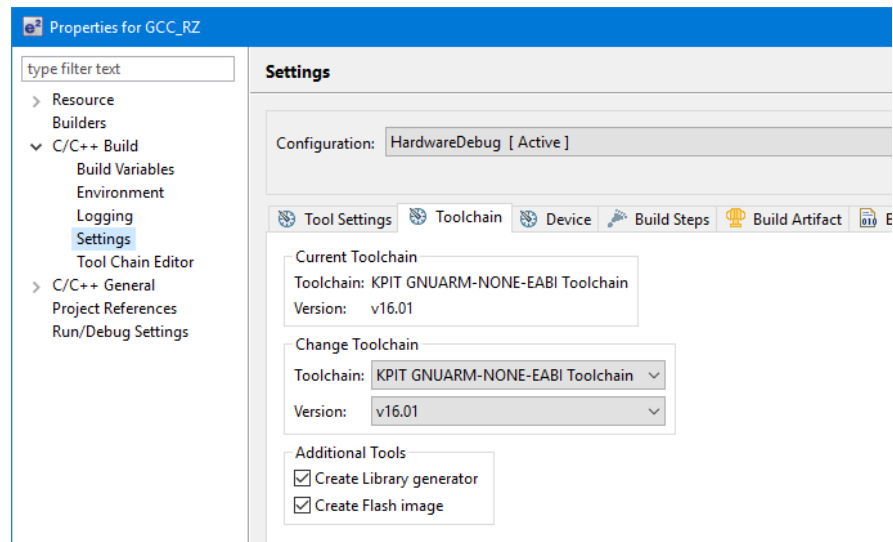 e² Properties for GCC_RZ
type filter text
Resource
Builders
C/C++ Build
Build Variables
Environment
Logging
Settings
Tool Chain Editor
C/C++ General
Project References
Run/Debug Settings
Settings
Configuration: HardwareDebug [ Active ]
Tool Settings Toolchain Device Build Steps Build Artifact 010
Current Toolchain
Toolchain: KPIT GNUARM-NONE-EABI Toolchain
Version: v16.01
Change Toolchain
Toolchain: KPIT GNUARM-NONE-EABI Toolchain
Version: v16.01
Additional Tools
Create Library generator
Create Flash image